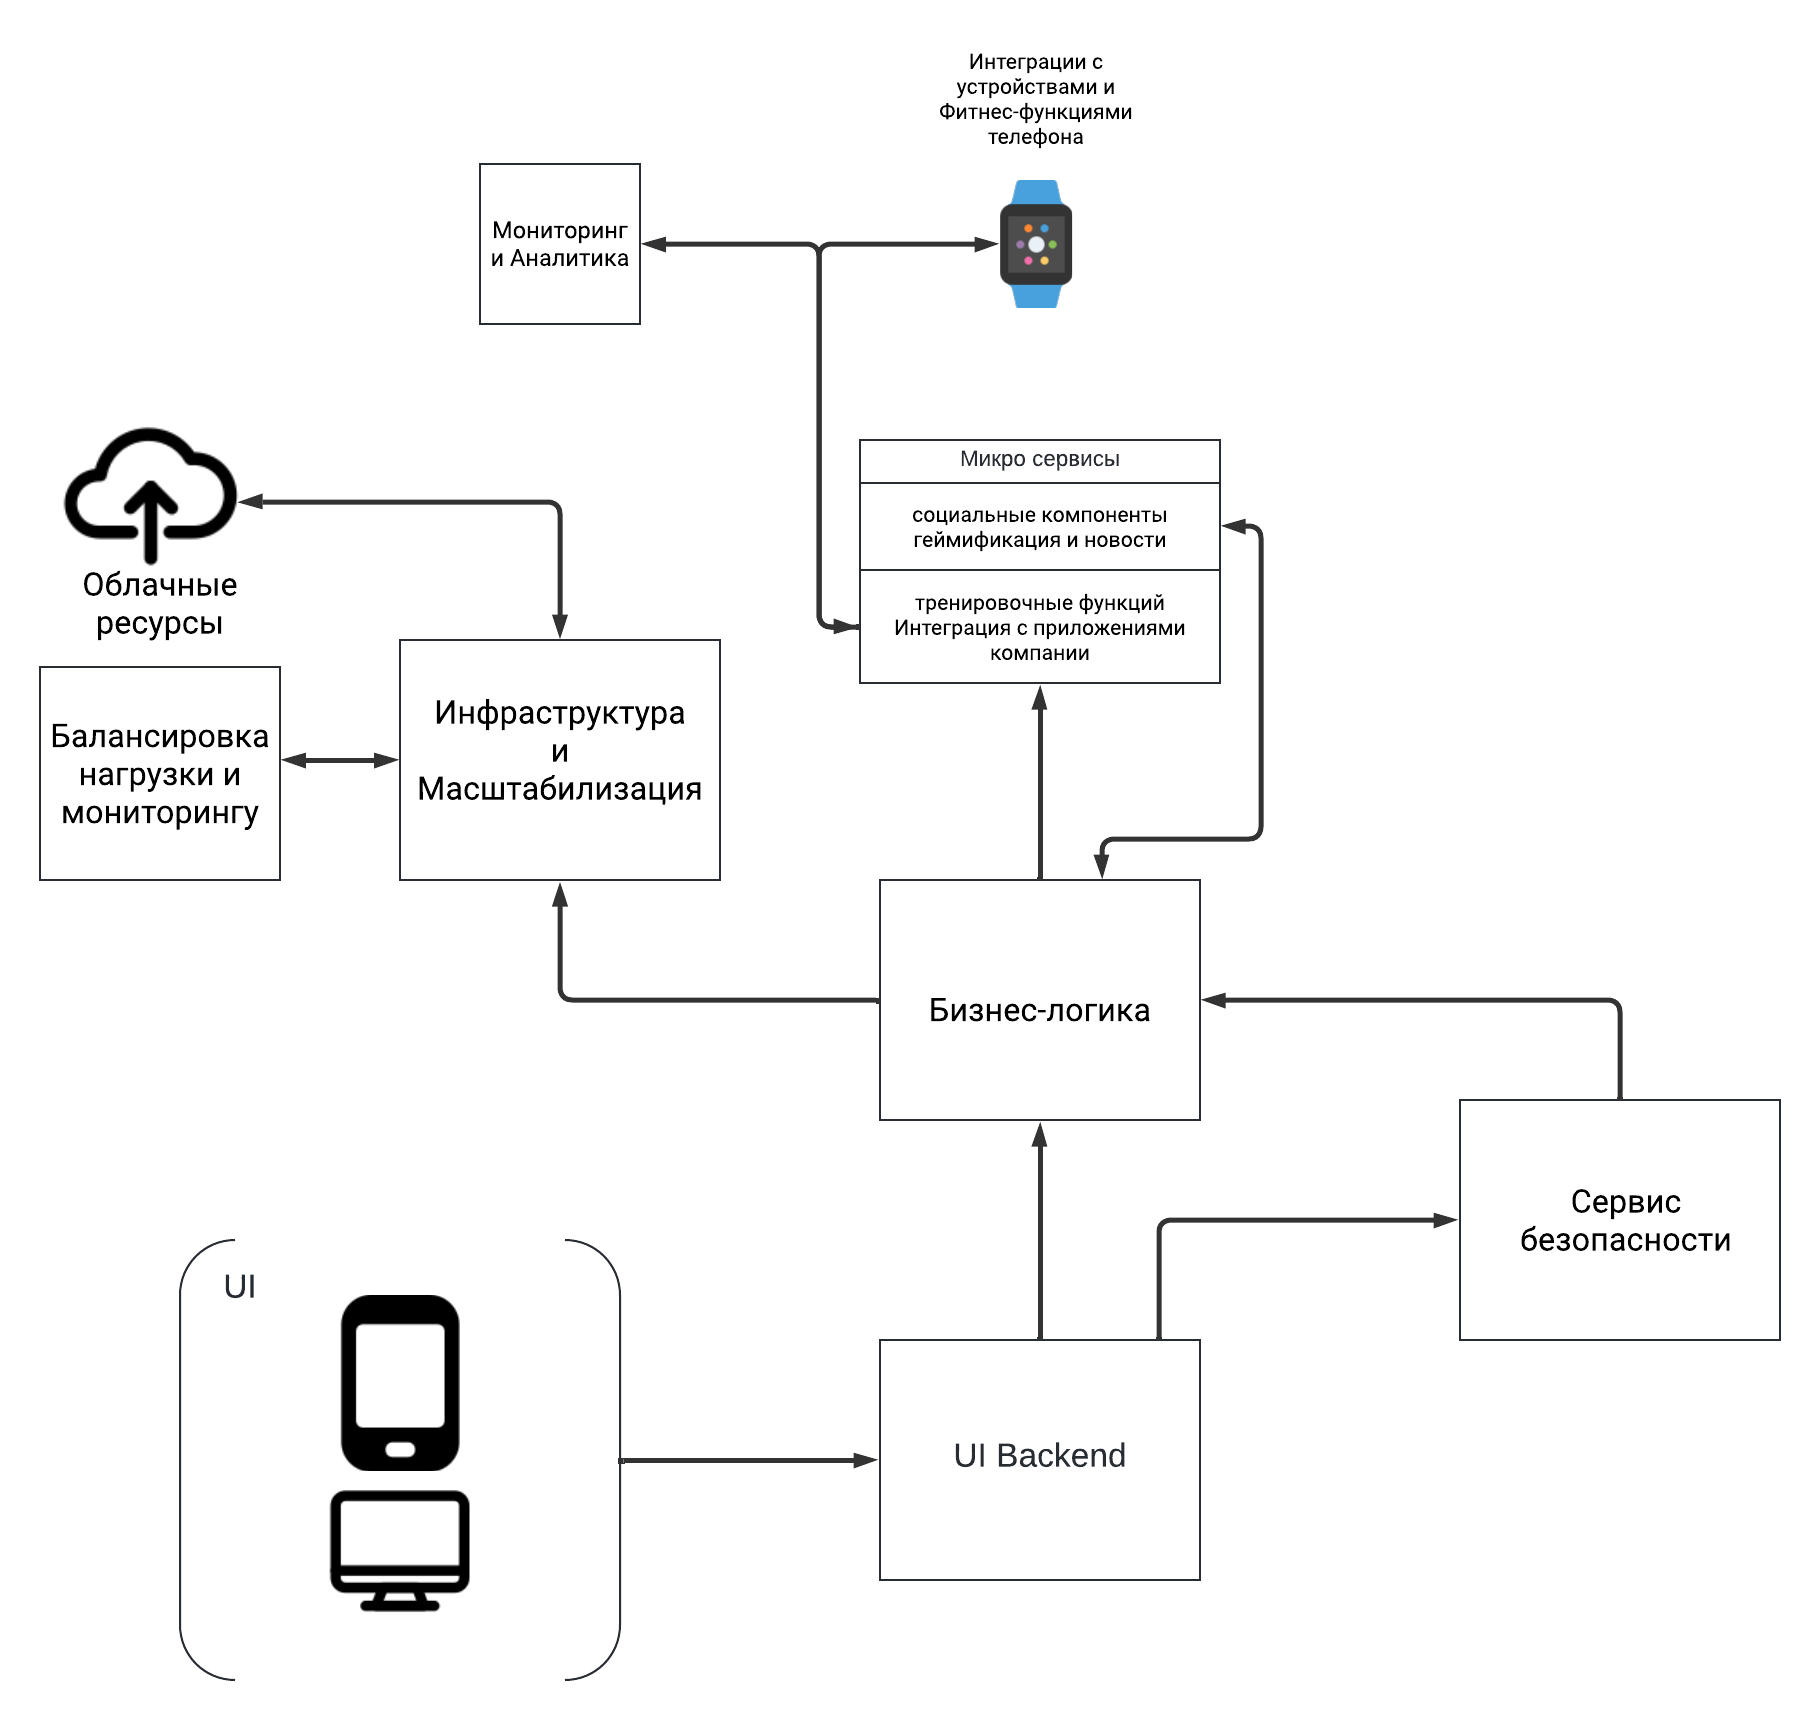 Интеграции с
устройствами и
Фитнес-функциями
телефона
Мониторинг
и Аналитика
Микро сервисы
социальные компоненты
геймификация и новости
тренировочные функций
Интеграция с приложениями
компании
Облачные
ресурсы
Балансировка
нагрузки и
мониторингу
Инфраструктура
и
Масштабилизация
Бизнес-логика
Сервис
безопасности
UI
UI Backend